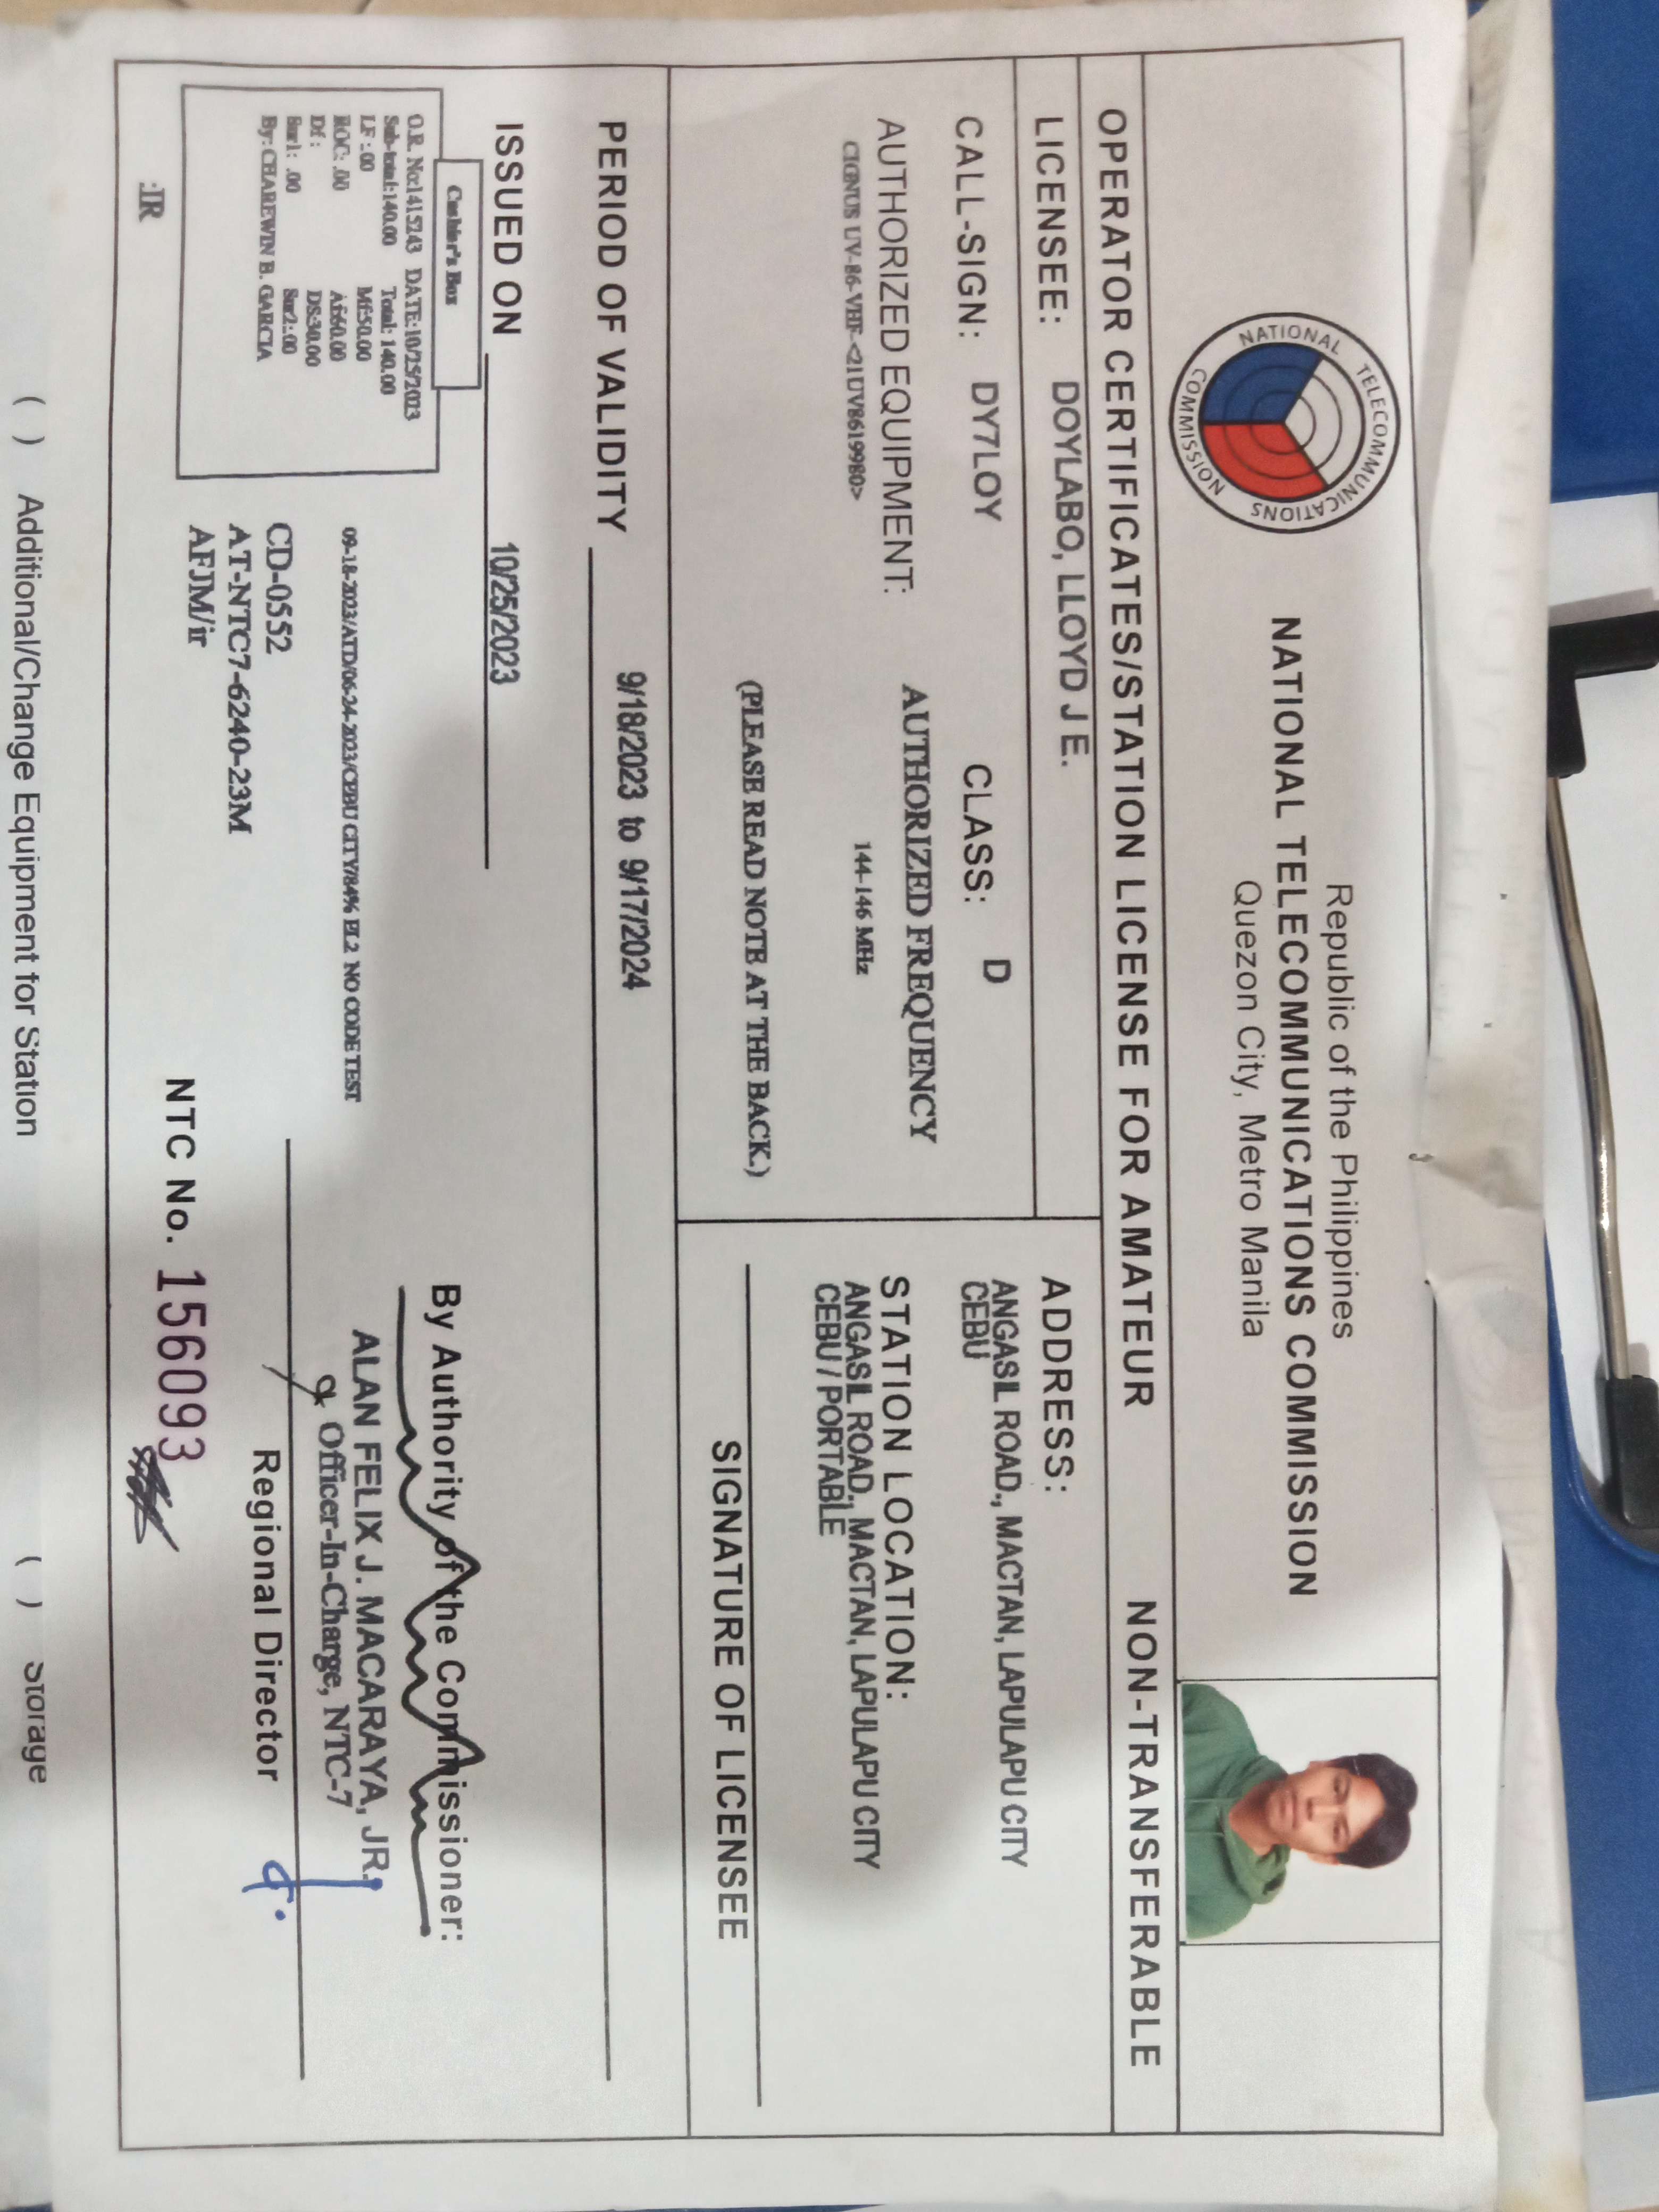 NATIONAL TELECOMMUNICATIONS COMMISSION
Republic of the Philippines
NATIONAL TELECOMMUNICATIONS COMMISSION
Quezon City, Metro Manila
OPERATOR CERTIFICATES/STATION LICENSE FOR AMATEUR NON-TRANSFERABLE
LICENSEE: DOYLABO, LLOYD J E.
CALL-SIGN: DY7LOY CLASS: D
AUTHORIZED EQUIPMENT: AUTHORIZED FREQUENCY
CIGNUS UV-86-VHF-<21UV8619980> 144-146 MHz
(PLEASE READ NOTE AT THE BACK.)
ADDRESS:
ANGASIL ROAD., MACTAN, LAPULAPU CITY
CEBU
STATION LOCATION:
ANGASIL ROAD., MACTAN, LAPULAPU CITY
CEBU / PORTABLE
SIGNATURE OF LICENSEE
PERIOD OF VALIDITY 9/18/2023 to 9/17/2024
ISSUED ON 10/25/2023
Cashier's Box
O.R. No:1415243 DATE:10/25/2023
Sub-total:140.00 Total: 140.00
LF :.00 Mf:50.00
ROC: .00 Af:60.00
Df : DS:30.00
Sur1: .00 Sur2:.00
By: CHAREWIN B. GARCIA
:IR
09-18-2023/ATD/06-24-2023/CEBU CITY/84% EL2 NO CODE TEST
CD-0552
AT-NTC7-6240-23M
AFJM/ir
By Authority of the Commissioner:
ALAN FELIX J. MACARAYA, JR.
Officer-In-Charge, NTC-7
Regional Director
NTC No. 156093
( ) Additional/Change Equipment for Station ( ) Storage